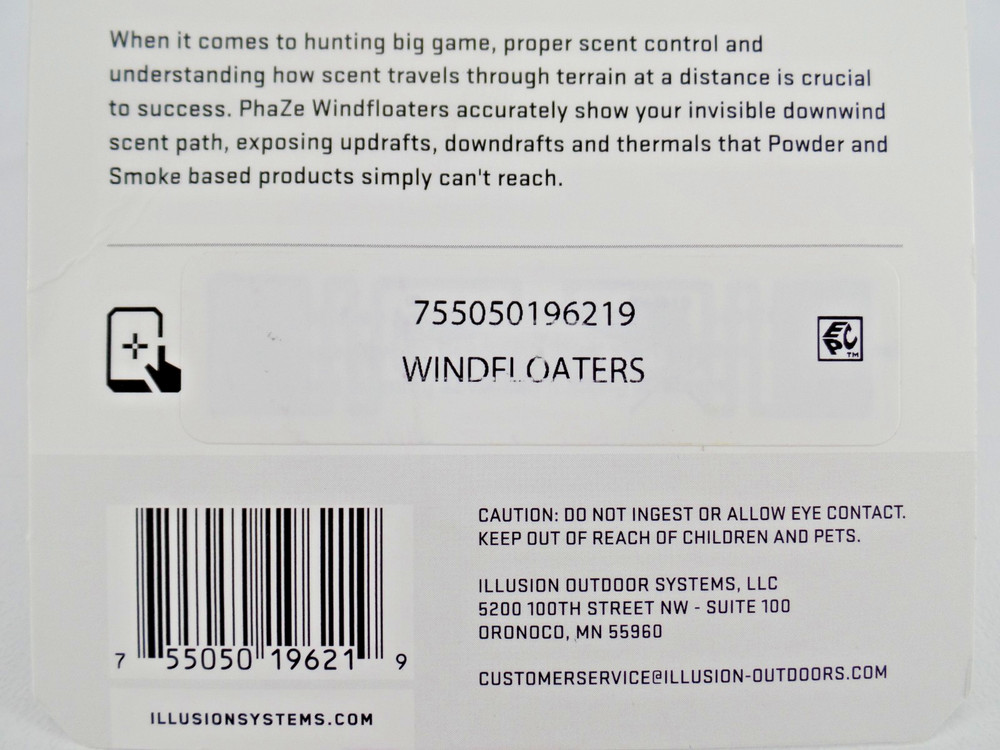 When it comes to hunting big game, proper scent control and
understanding how scent travels through terrain at a distance is crucial
to success. PhaZe Windfloaters accurately show your invisible downwind
scent path, exposing updrafts, downdrafts and thermals that Powder and
Smoke based products simply can't reach.
755050196219
WINDFLOATERS
EPC™
7 55050 19621 9
ILLUSIONSYSTEMS.COM
CAUTION: DO NOT INGEST OR ALLOW EYE CONTACT.
KEEP OUT OF REACH OF CHILDREN AND PETS.
ILLUSION OUTDOOR SYSTEMS, LLC
5200 100TH STREET NW - SUITE 100
ORONOCO, MN 55960
CUSTOMERSERVICE@ILLUSION-OUTDOORS.COM